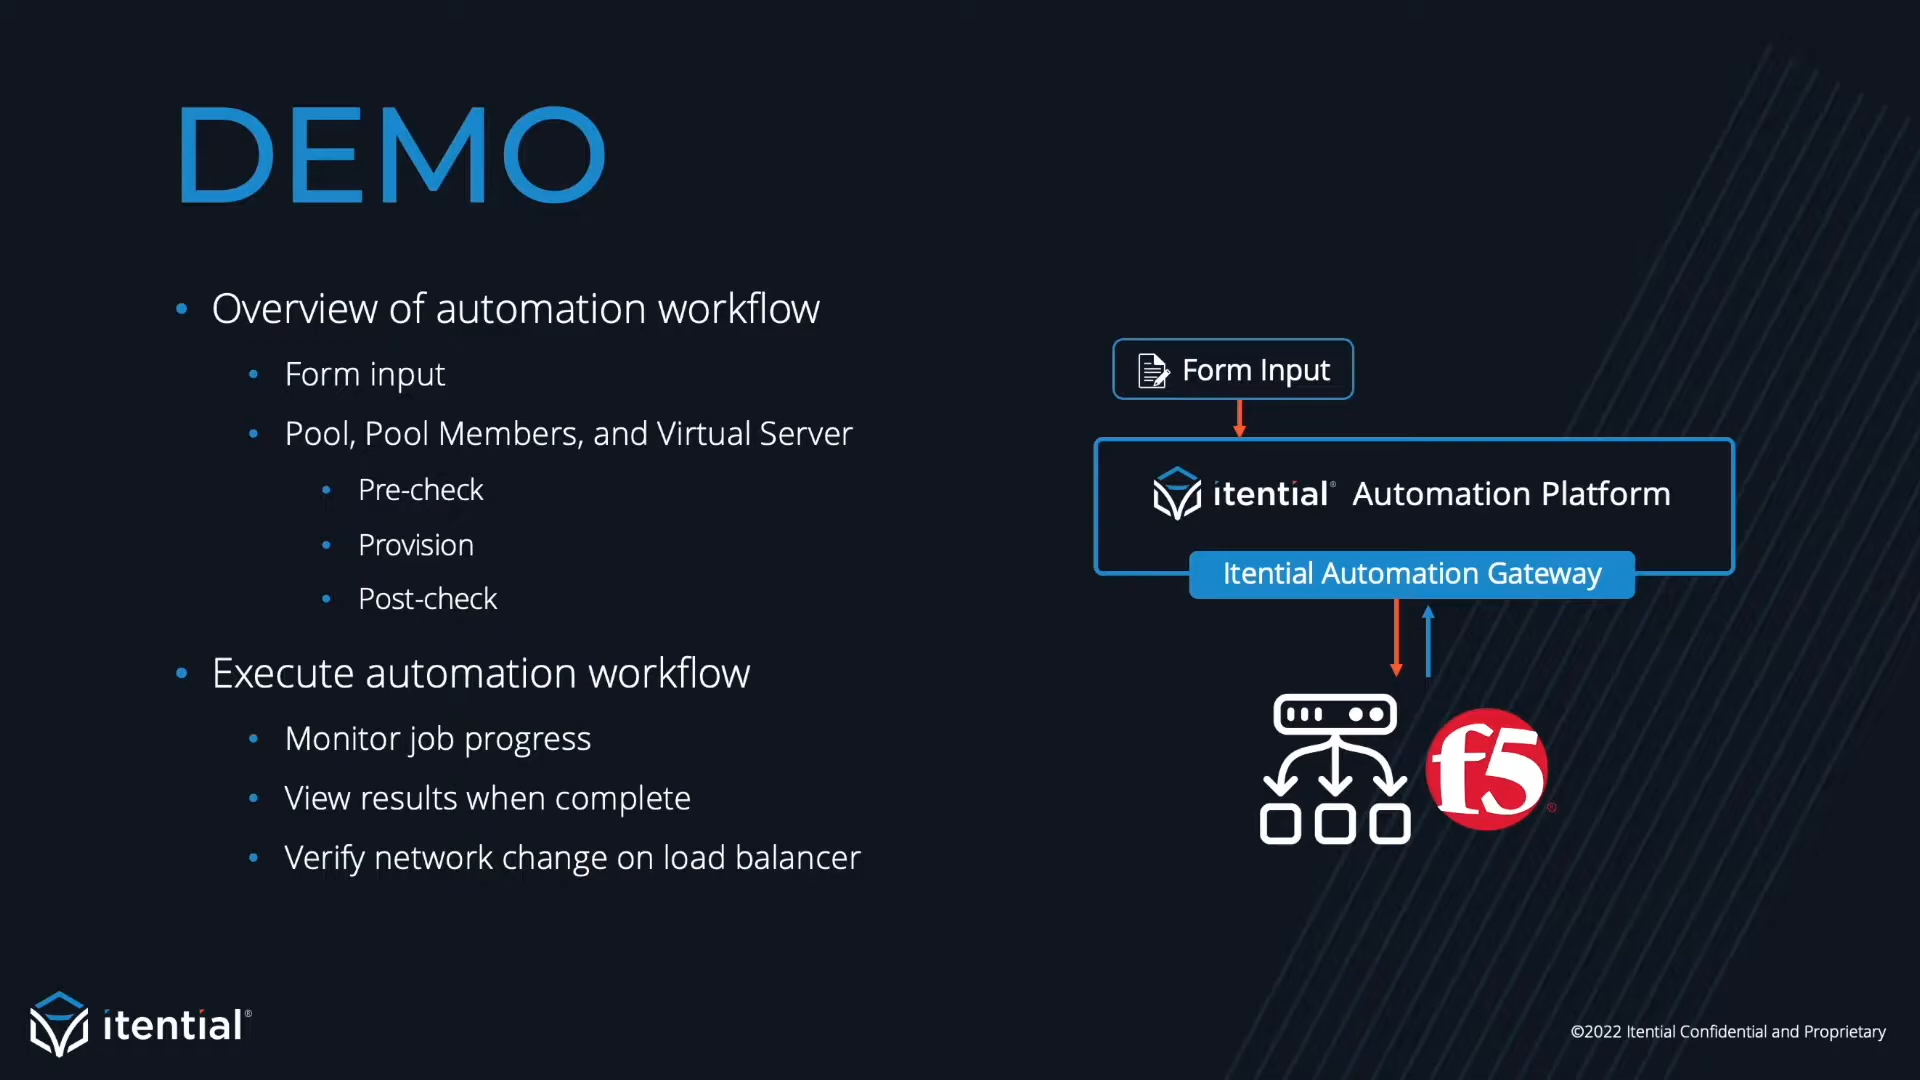 DEMO
• Overview of automation workflow
• Form input
• Pool, Pool Members, and Virtual Server
• Pre-check
• Provision
• Post-check
• Execute automation workflow
• Monitor job progress
• View results when complete
• Verify network change on load balancer
Form Input
itential® Automation Platform
Itential Automation Gateway
f5®
itential®
©2022 Itential Confidential and Proprietary